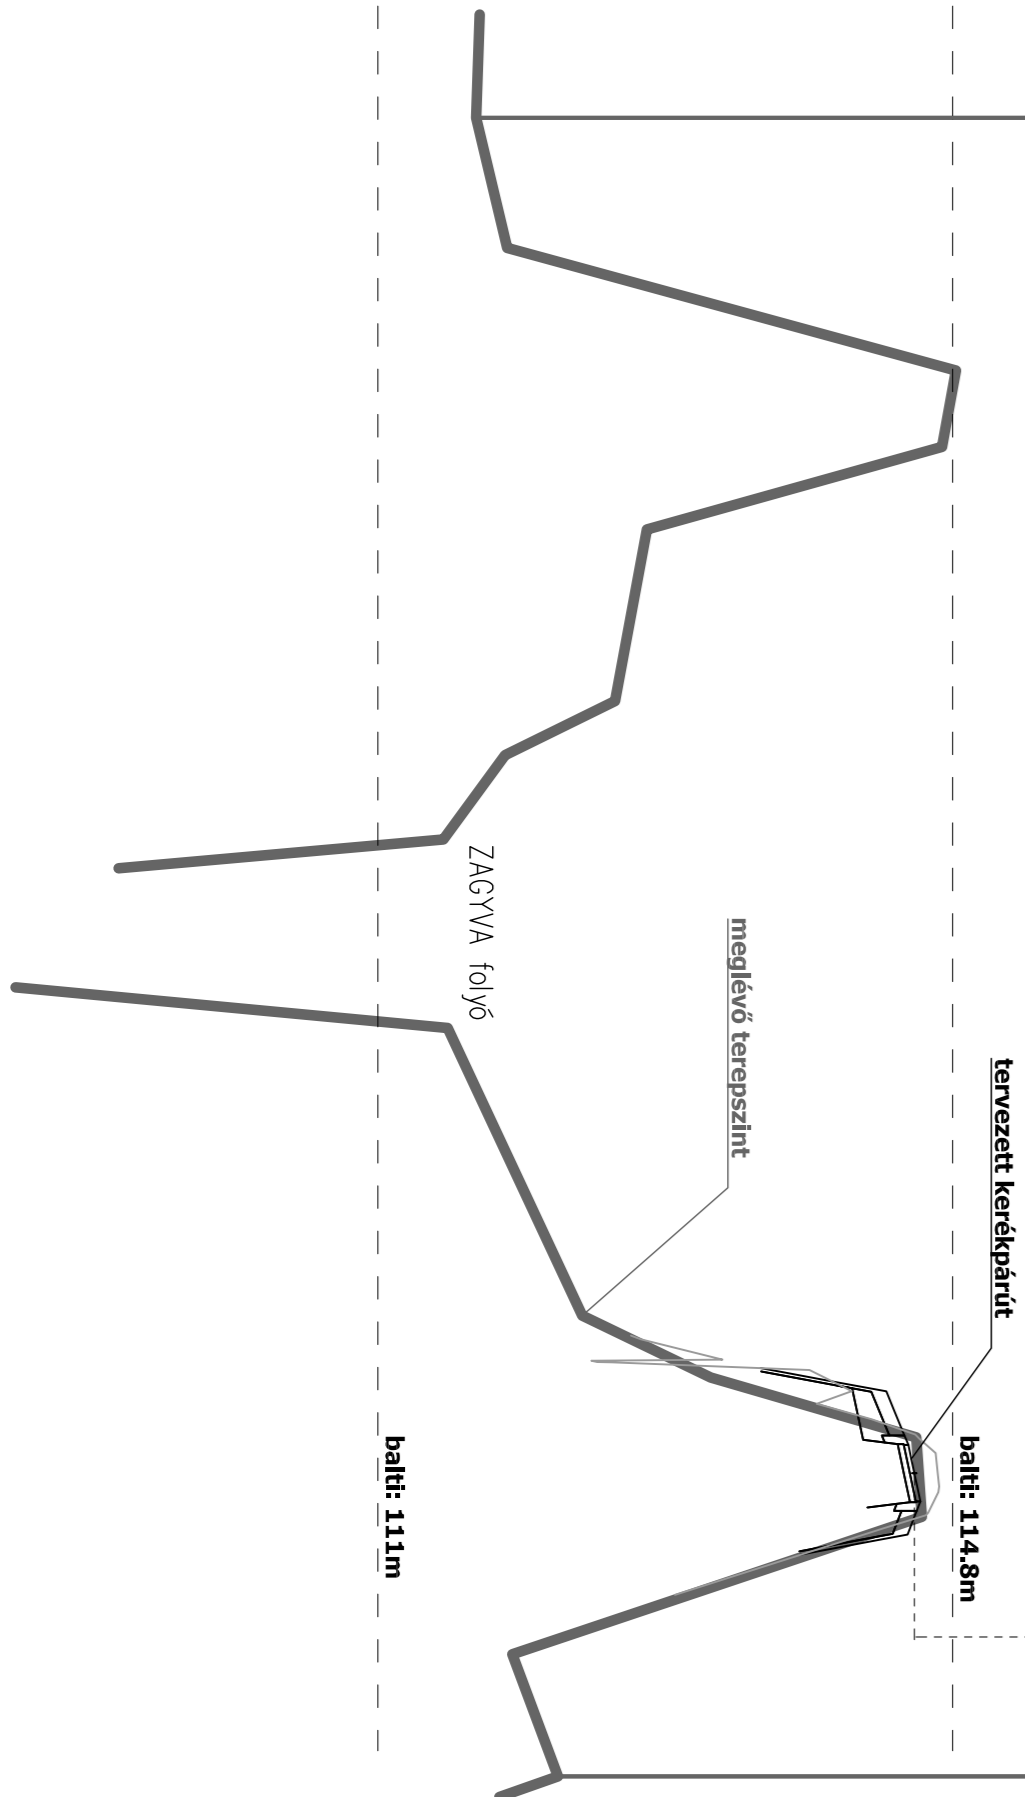 ZAGYVA folyó
meglévő terepszint
tervezett kerékpárút
balti: 111m
balti: 114.8m